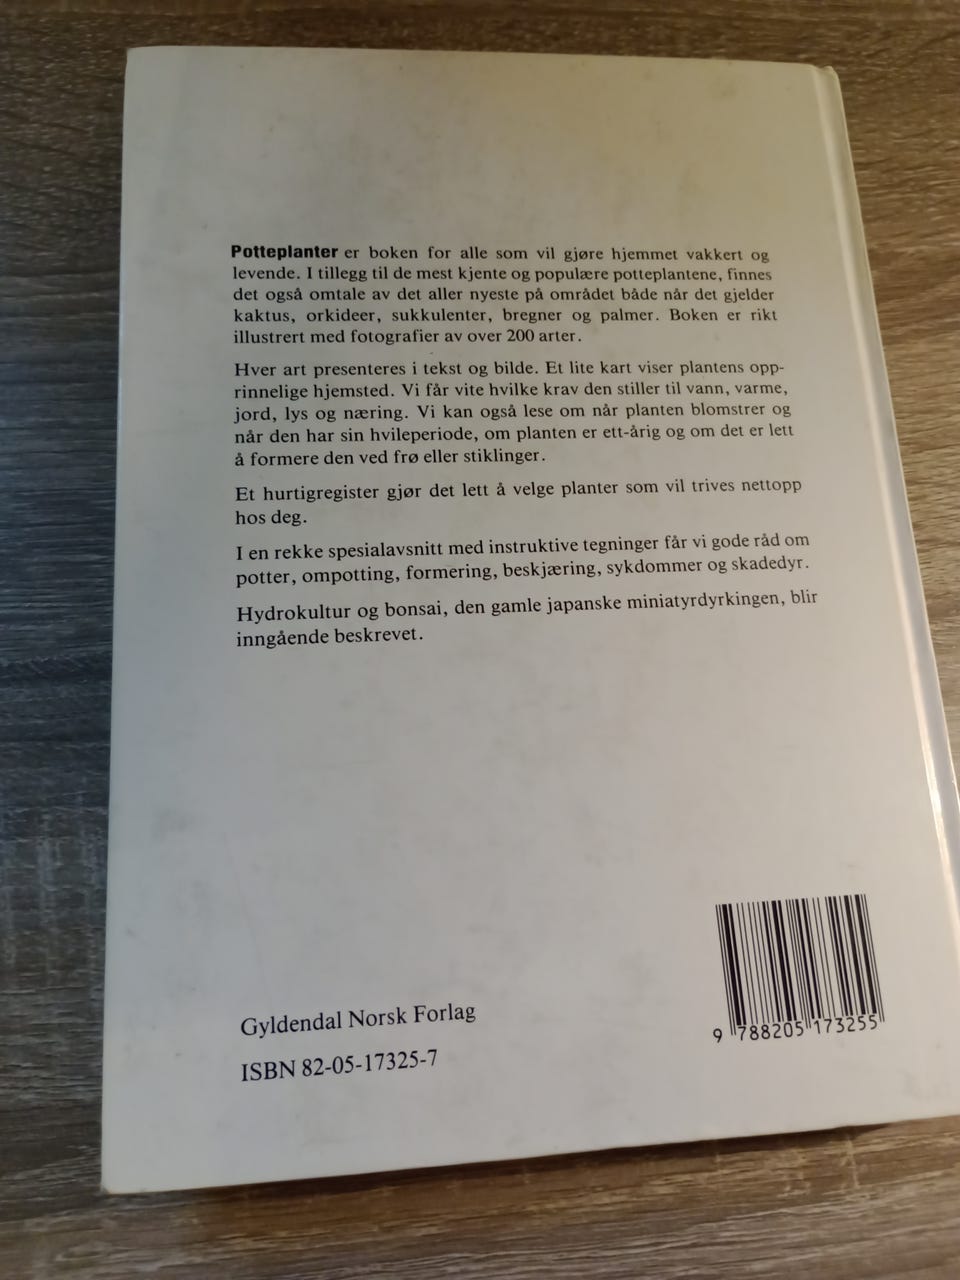 Potteplanter er boken for alle som vil gjøre hjemmet vakkert og
levende. I tillegg til de mest kjente og populære potteplantene, finnes
det også omtale av det aller nyeste på området både når det gjelder
kaktus, orkideer, sukkulenter, bregner og palmer. Boken er rikt
illustrert med fotografier av over 200 arter.
Hver art presenteres i tekst og bilde. Et lite kart viser plantens opp-
rinnelige hjemsted. Vi får vite hvilke krav den stiller til vann, varme,
jord, lys og næring. Vi kan også lese om når planten blomstrer og
når den har sin hvileperiode, om planten er ett-årig og om det er lett
å formere den ved frø eller stiklinger.
Et hurtigregister gjør det lett å velge planter som vil trives nettopp
hos deg.
I en rekke spesialavsnitt med instruktive tegninger får vi gode råd om
potter, ompotting, formering, beskjæring, sykdommer og skadedyr.
Hydrokultur og bonsai, den gamle japanske miniatyrdyrkingen, blir
inngående beskrevet.
Gyldendal Norsk Forlag
ISBN 82-05-17325-7
9 788205 173255